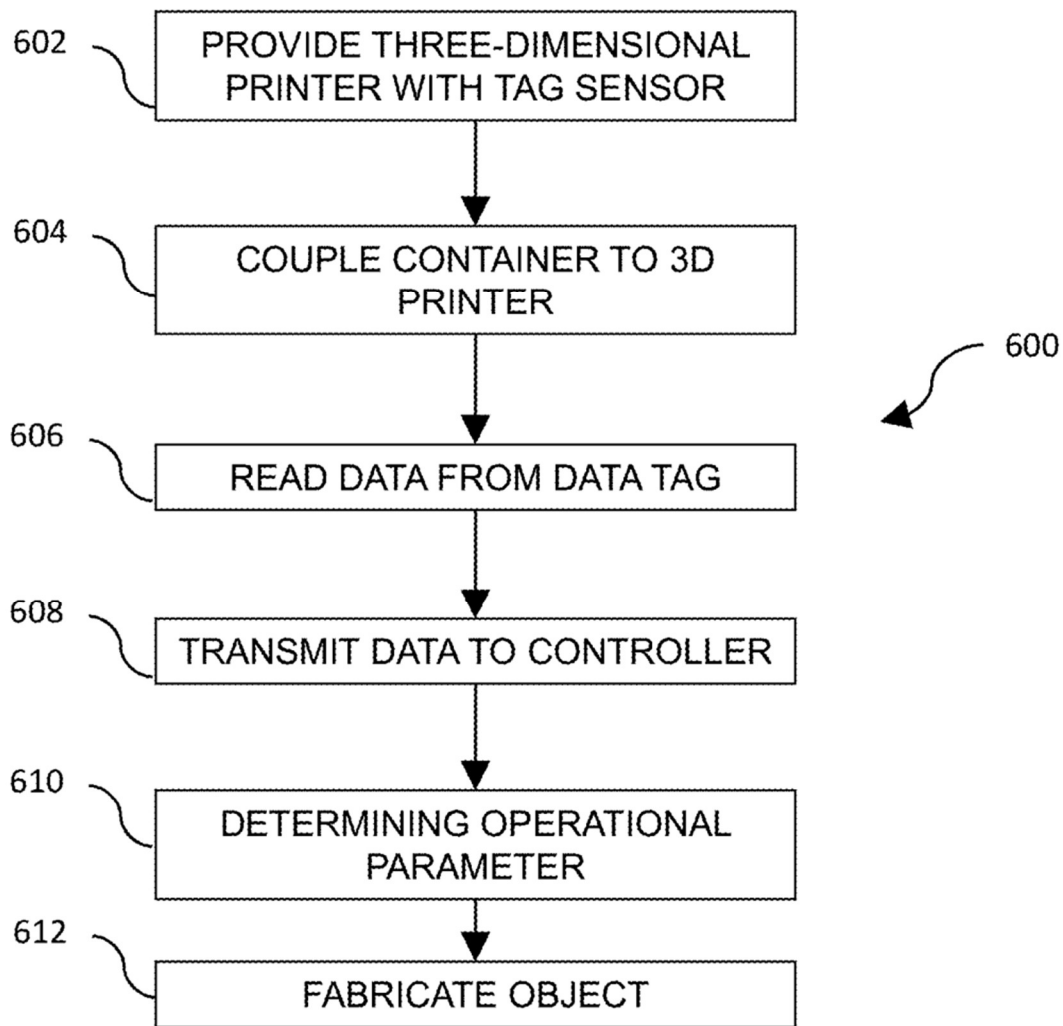 602
PROVIDE THREE-DIMENSIONAL
PRINTER WITH TAG SENSOR
604
COUPLE CONTAINER TO 3D
PRINTER
600
606
READ DATA FROM DATA TAG
608
TRANSMIT DATA TO CONTROLLER
610
DETERMINING OPERATIONAL
PARAMETER
612
FABRICATE OBJECT